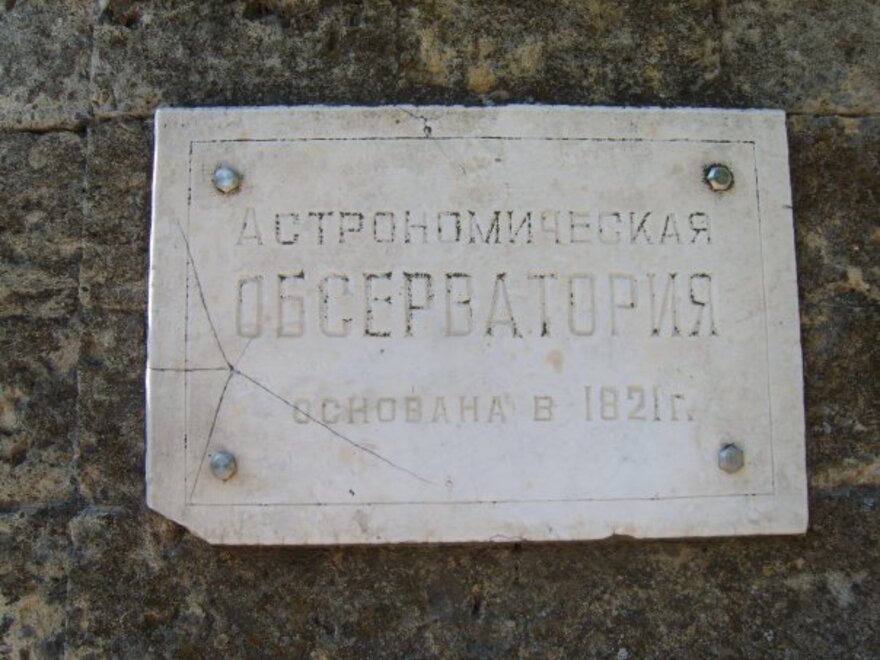 Астрономическая
ОБСЕРВАТОРИЯ
основана в 1821г.